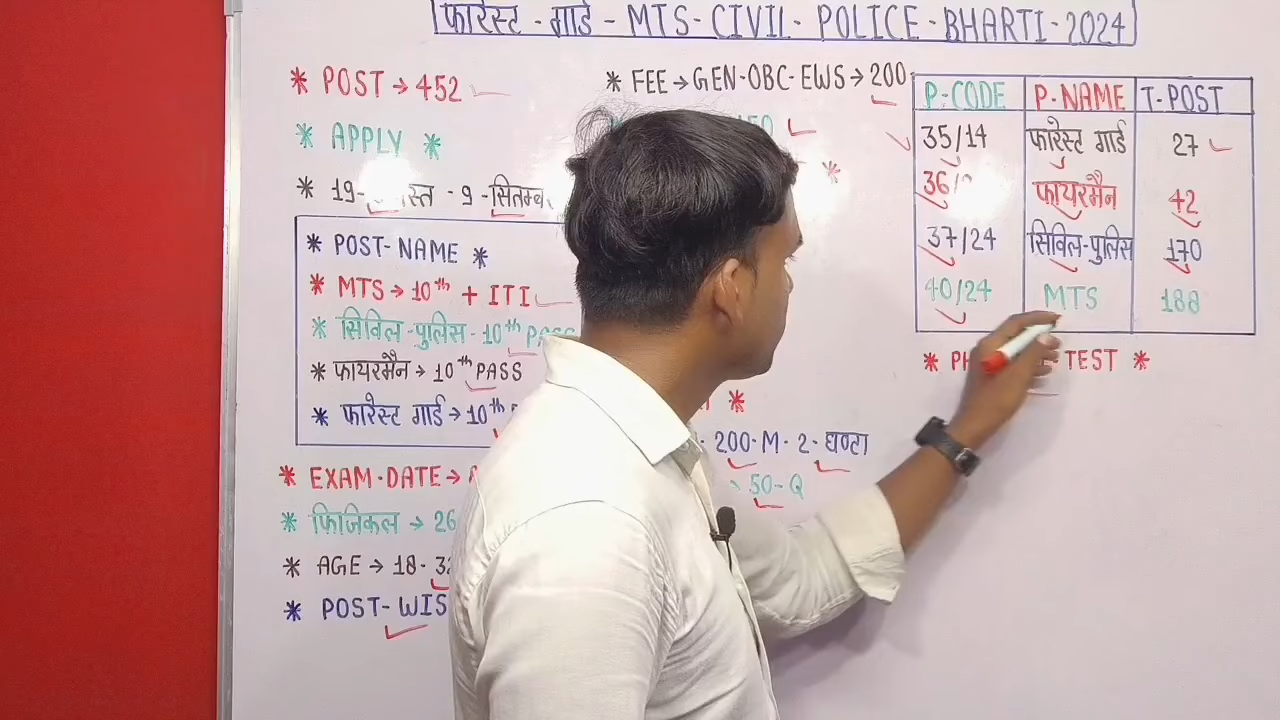 फारेस्ट - गार्ड - MTS - CIVIL - POLICE - BHARTI - 2024
* POST → 452
* APPLY *
* 19- स्त - 9 - सितम्ब
* POST-NAME *
* MTS → 10th + ITI
* सिविल-पुलिस - 10th PASS
* फायरमैन → 10th PASS
* फारेस्ट गार्ड → 10th
* EXAM-DATE →
* फिजिकल → 26
* AGE → 18-32
* POST-WIS
* FEE → GEN-OBC-EWS → 200
*
*
200-M-2-घण्टा
50-Q
P-CODE P-NAME T-POST
35/14 फारेस्ट गार्ड 27
36/ फायरमैन 42
37/24 सिविल-पुलिस 170
40/24 MTS 188
* PH TEST *